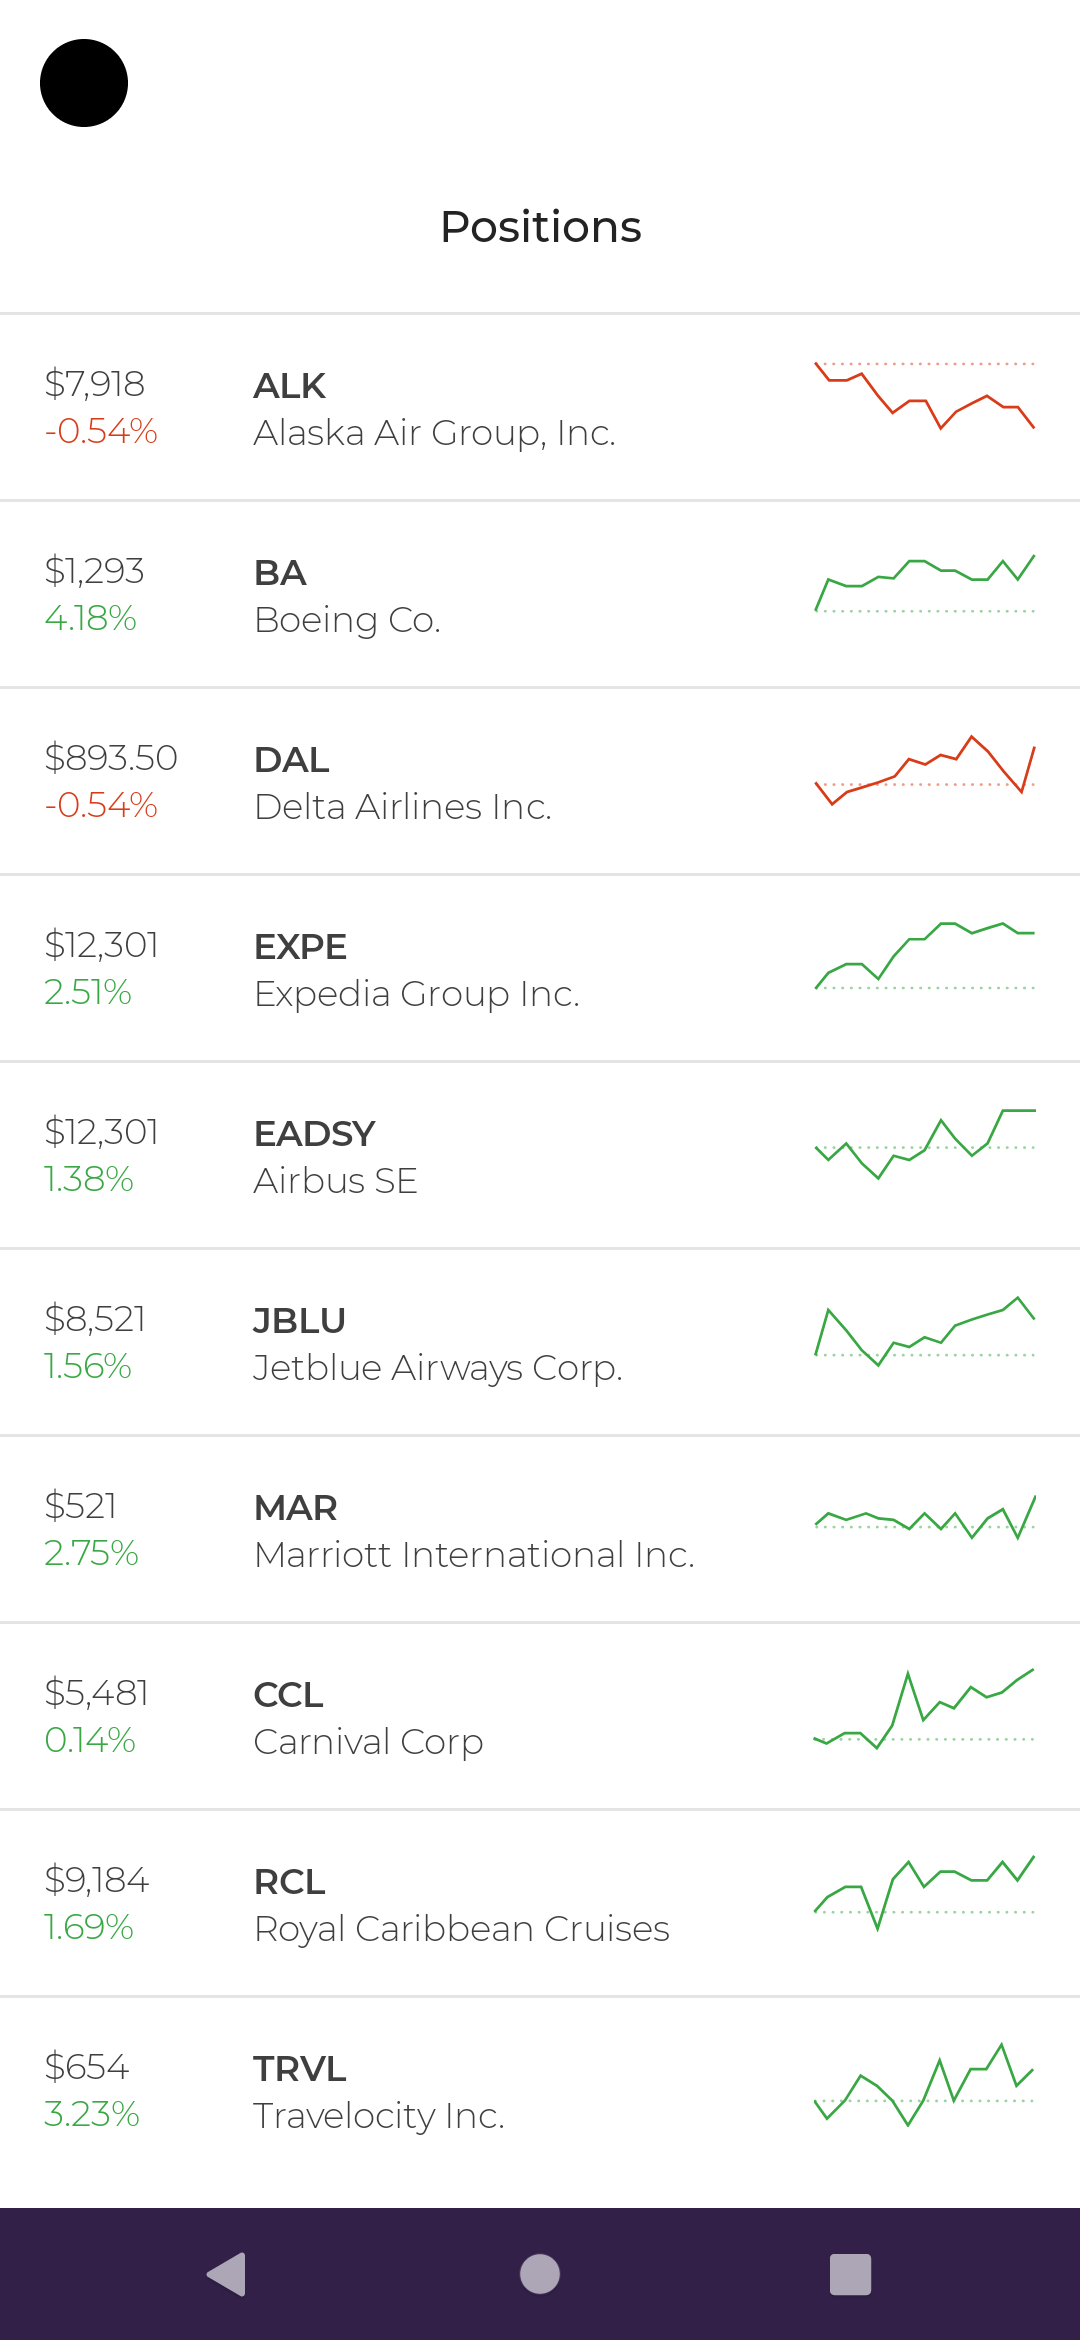 Positions
$7,918
ALK
-0.54%
Alaska Air Group, Inc.
$1,293
BA
4.18%
Boeing Co.
$893.50
DAL
-0.54%
Delta Airlines Inc.
$12,301
EXPE
2.51%
Expedia Group Inc.
$12,301
EADSY
1.38%
Airbus SE
$8,521
JBLU
1.56%
Jetblue Airways Corp.
$521
MAR
2.75%
Marriott International Inc.
$5,481
CCL
0.14%
Carnival Corp
$9,184
RCL
1.69%
Royal Caribbean Cruises
$654
TRVL
3.23%
Travelocity Inc.